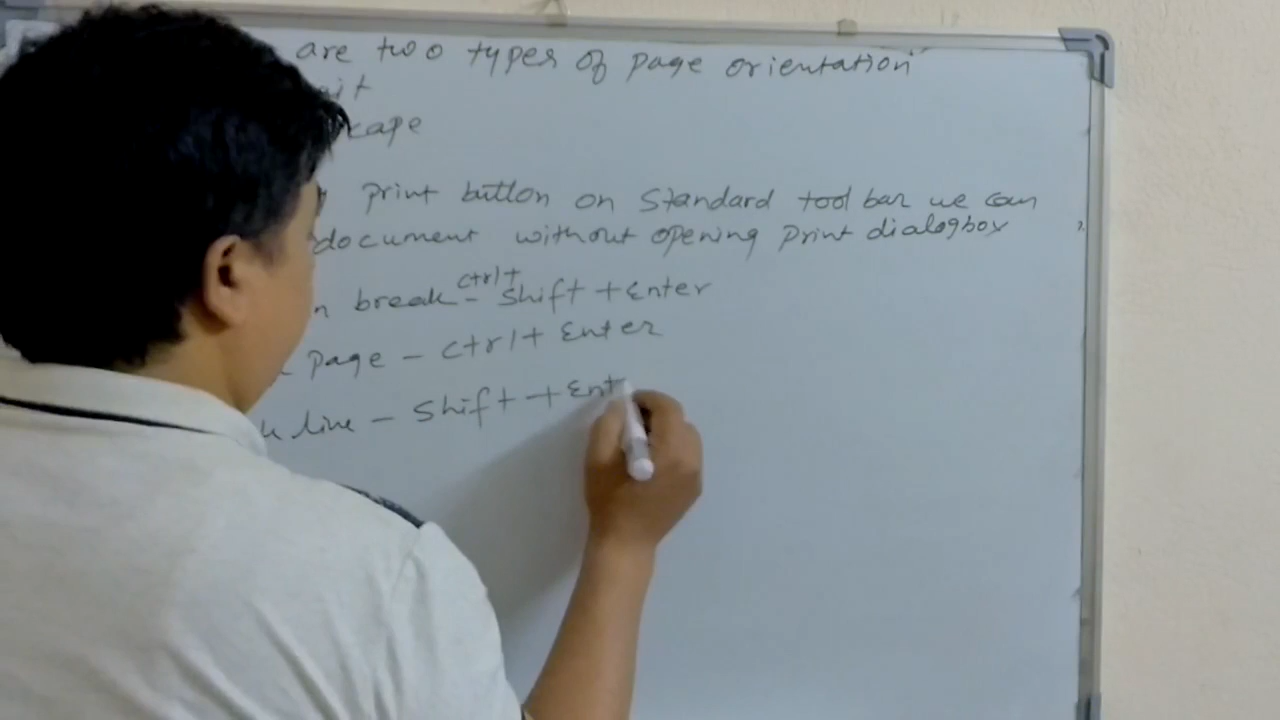 are two types of page orientation
ait
cape
print button on Standard tool bar we can
document without opening print dialogbox
n break - ctrl+ Shift + Enter
page - ctrl + Enter
line - Shift + Ent